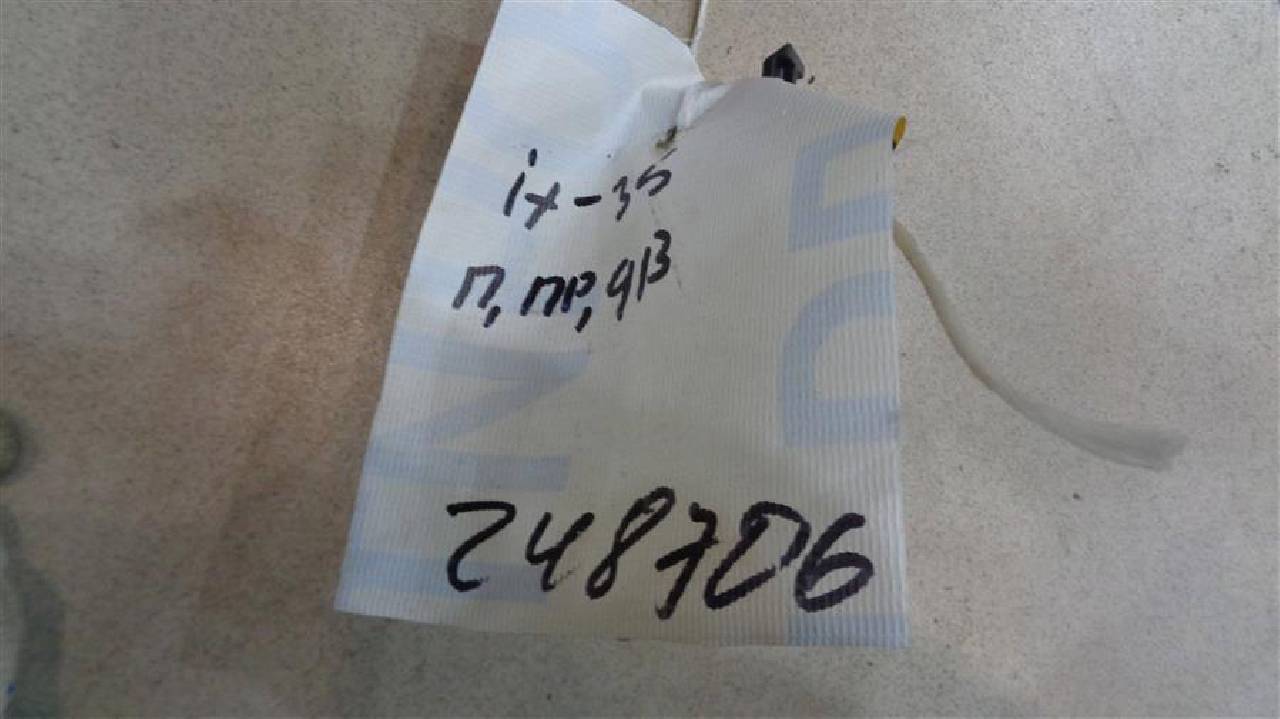 ix-35
п, пр, дв
248706